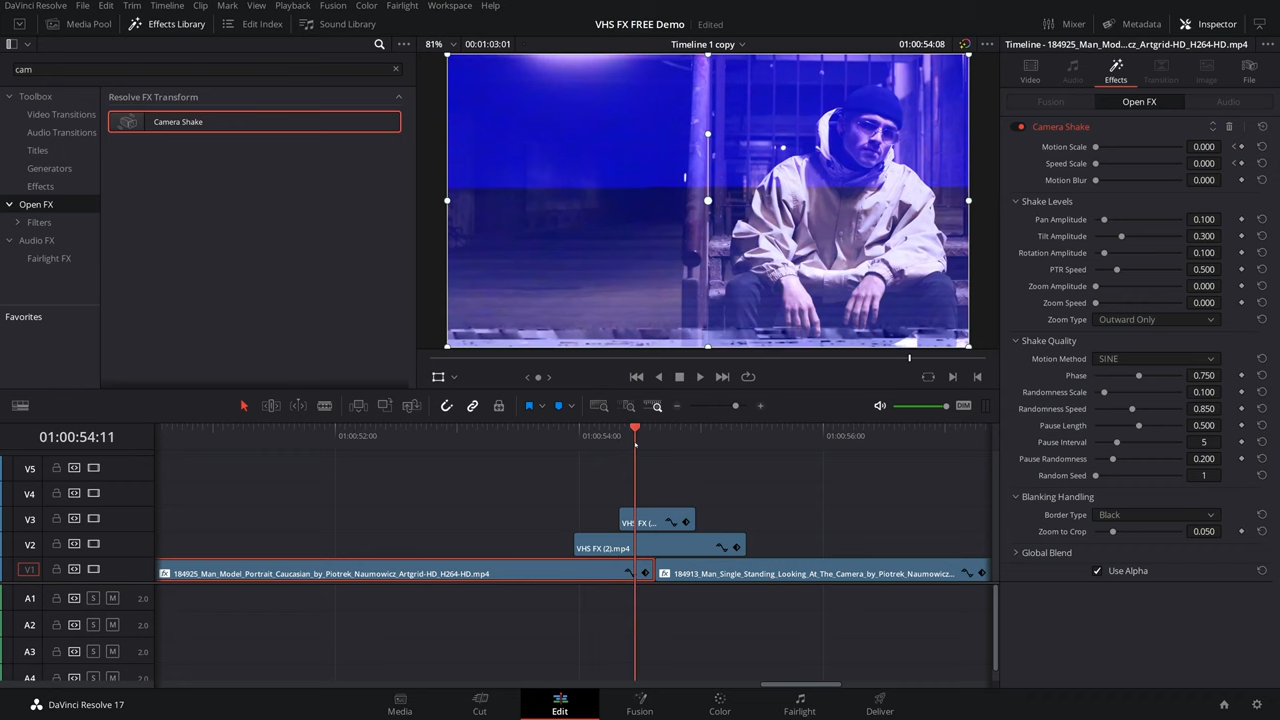 DaVinci Resolve File Edit Trim Timeline Clip Mark View Playback Fusion Color Fairlight Workspace Help
Media Pool Effects Library Edit Index Sound Library VHS FX FREE Demo Edited Mixer Metadata Inspector
81% 00:01:03:01 Timeline 1 copy 01:00:54:08 Timeline - 184925_Man_Mod...cz_Artgrid-HD_H264-HD.mp4
cam
Video Audio Effects Transition Image File
Toolbox
Video Transitions
Audio Transitions
Titles
Generators
Effects
Open FX
Filters
Audio FX
Fairlight FX
Favorites
Resolve FX Transform
Camera Shake
Fusion Open FX Audio
Camera Shake
Motion Scale 0.000
Speed Scale 0.000
Motion Blur 0.000
Shake Levels
Pan Amplitude 0.100
Tilt Amplitude 0.300
Rotation Amplitude 0.100
PTR Speed 0.500
Zoom Amplitude 0.000
Zoom Speed 0.000
Zoom Type Outward Only
Shake Quality
Motion Method SINE
Phase 0.750
Randomness Scale 0.100
Randomness Speed 0.850
Pause Length 0.500
Pause Interval 5
Pause Randomness 0.200
Random Seed 1
Blanking Handling
Border Type Black
Zoom to Crop 0.050
Global Blend
Use Alpha
DIM
01:00:54:11 01:00:52:00 01:00:54:00 01:00:56:00
V5
V4
V3 VHS FX (...
V2 VHS FX (2).mp4
V1 184925_Man_Model_Portrait_Caucasian_by_Piotrek_Naumowicz_Artgrid-HD_H264-HD.mp4 184913_Man_Single_Standing_Looking_At_The_Camera_by_Piotrek_Naumowicz...
A1 S M 2.0
A2 S M 2.0
A3 S M 2.0
A4 S M 2.0
DaVinci Resolve 17 Media Cut Edit Fusion Color Fairlight Deliver